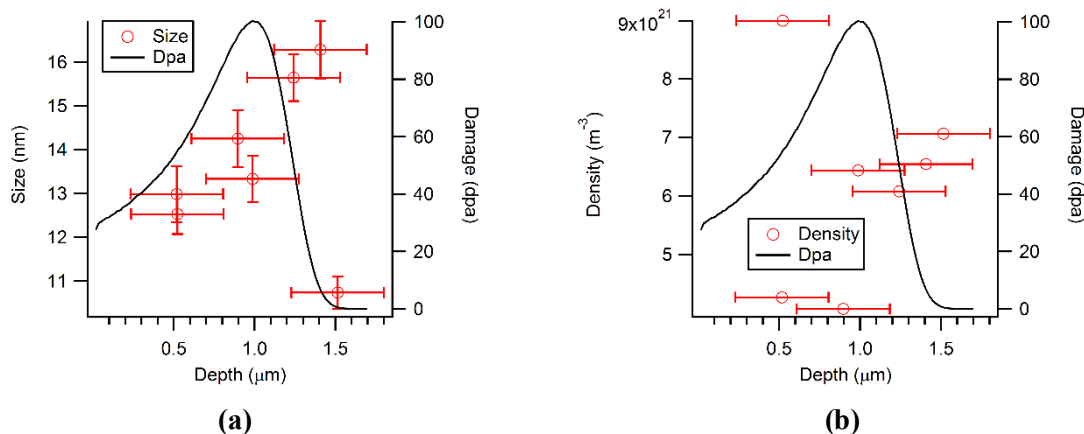 Size
Dpa
16
15
14
13
12
11
Size (nm)
100
80
60
40
20
0
Damage (dpa)
0.5
1.0
1.5
Depth (μm)
(a)
9x10²¹
8
7
6
5
Density (m⁻³)
Density
Dpa
100
80
60
40
20
0
Damage (dpa)
0.5
1.0
1.5
Depth (μm)
(b)